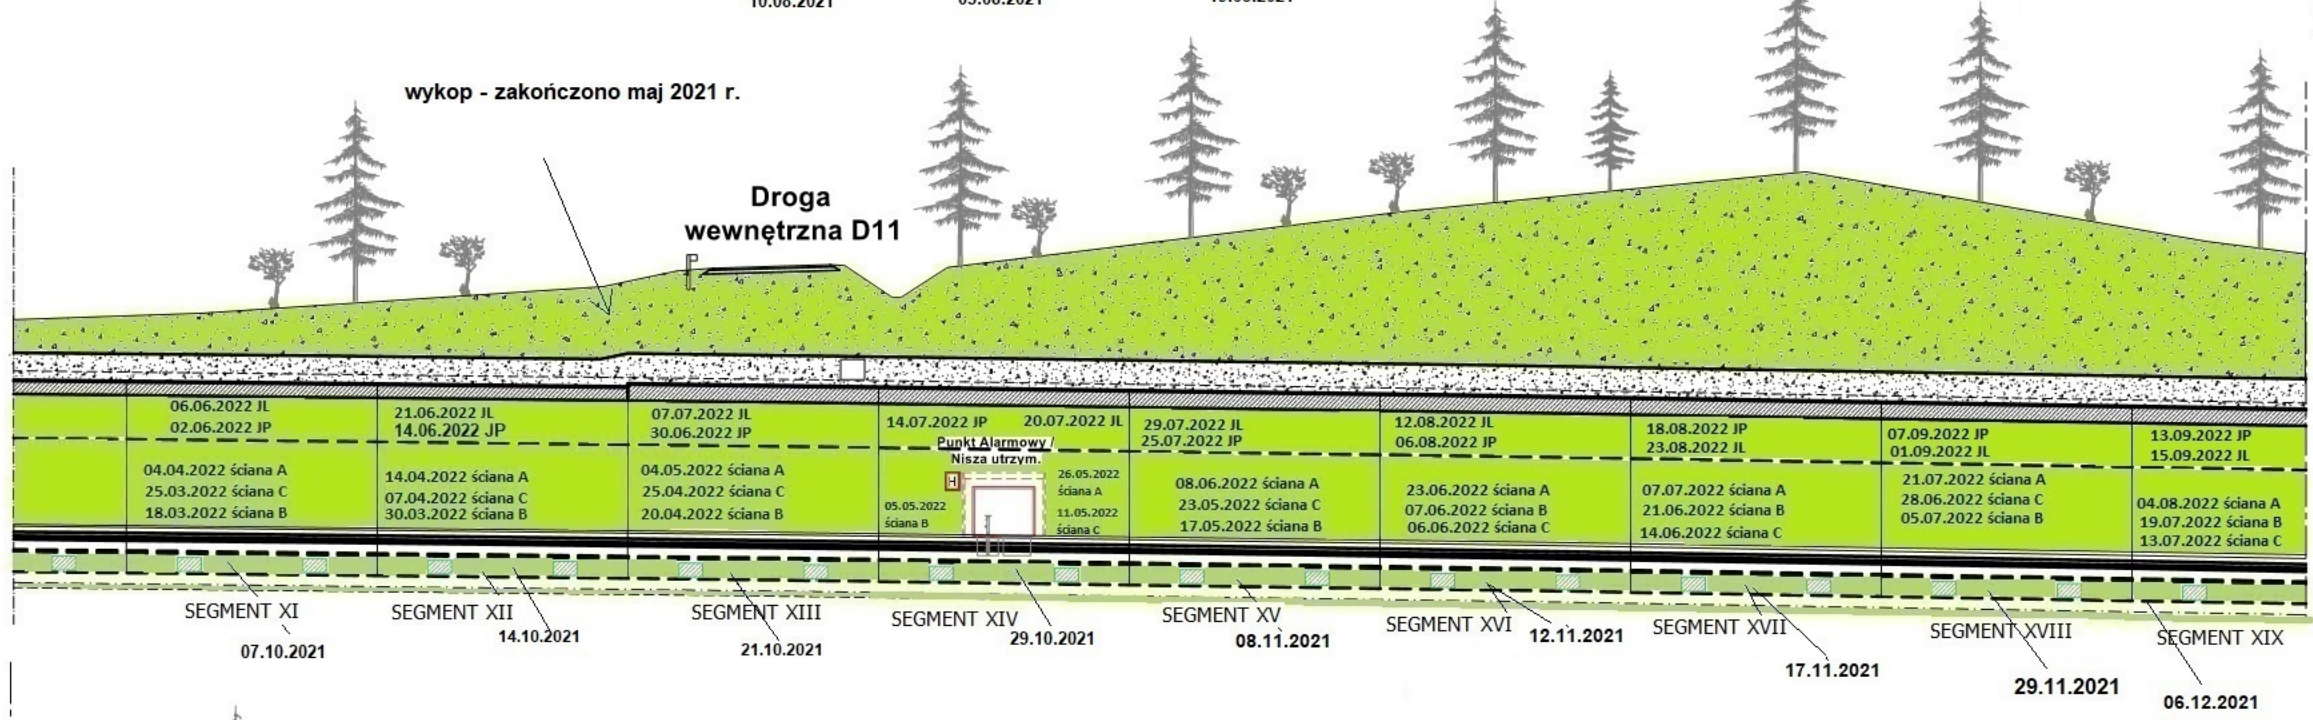 wykop - zakończono maj 2021 r.
Droga
wewnętrzna D11
06.06.2022 JL
02.06.2022 JP
04.04.2022 ściana A
25.03.2022 ściana C
18.03.2022 ściana B
21.06.2022 JL
14.06.2022 JP
14.04.2022 ściana A
07.04.2022 ściana C
30.03.2022 ściana B
07.07.2022 JL
30.06.2022 JP
04.05.2022 ściana A
25.04.2022 ściana C
20.04.2022 ściana B
14.07.2022 JP
20.07.2022 JL
Punkt Alarmowy /
Nisza utrzym.
H
26.05.2022
ściana A
05.05.2022
ściana B
11.05.2022
ściana C
29.07.2022 JL
25.07.2022 JP
08.06.2022 ściana A
23.05.2022 ściana C
17.05.2022 ściana B
12.08.2022 JL
06.08.2022 JP
23.06.2022 ściana A
07.06.2022 ściana B
06.06.2022 ściana C
18.08.2022 JP
23.08.2022 JL
07.07.2022 ściana A
21.06.2022 ściana B
14.06.2022 ściana C
07.09.2022 JP
01.09.2022 JL
21.07.2022 ściana A
28.06.2022 ściana C
05.07.2022 ściana B
13.09.2022 JP
15.09.2022 JL
04.08.2022 ściana A
19.07.2022 ściana B
13.07.2022 ściana C
SEGMENT XI
07.10.2021
SEGMENT XII
14.10.2021
SEGMENT XIII
21.10.2021
SEGMENT XIV
29.10.2021
SEGMENT XV
08.11.2021
SEGMENT XVI
12.11.2021
SEGMENT XVII
17.11.2021
SEGMENT XVIII
29.11.2021
SEGMENT XIX
06.12.2021